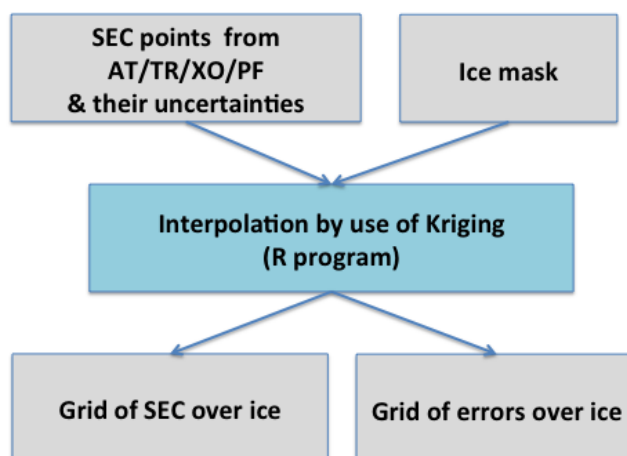 SEC points from
AT/TR/XO/PF
& their uncertainties
Ice mask
Interpolation by use of Kriging
(R program)
Grid of SEC over ice
Grid of errors over ice